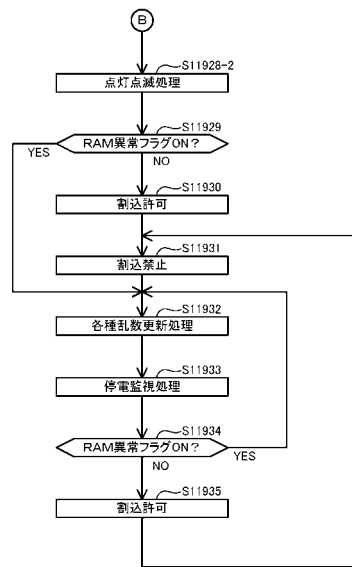 B
S11928-2
点灯点滅処理
S11929
RAM異常フラグON?
YES
NO
S11930
割込許可
S11931
割込禁止
S11932
各種乱数更新処理
S11933
停電監視処理
S11934
RAM異常フラグON?
NO
YES
S11935
割込許可